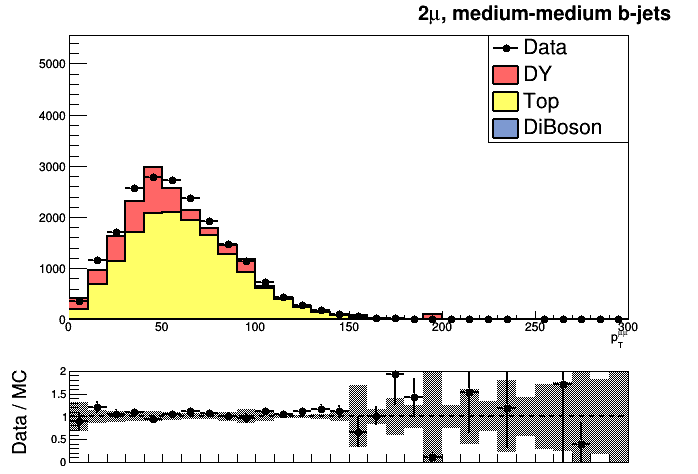 2μ, medium-medium b-jets
Data
DY
Top
DiBoson
5000
4000
3000
2000
1000
0
0 50 100 150 200 250 300
p_T^μμ
Data / MC
2
1.5
1
0.5
0